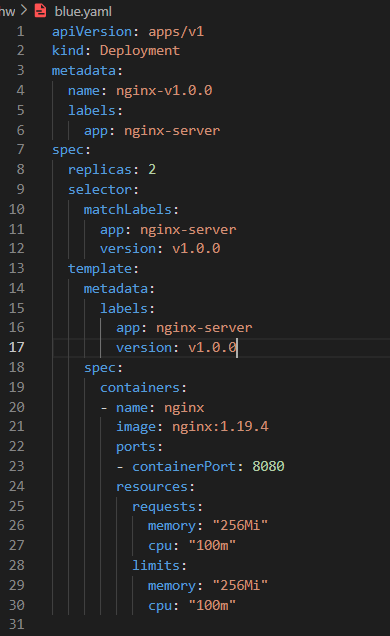 hw > blue.yaml
1 apiVersion: apps/v1
2 kind: Deployment
3 metadata:
4   name: nginx-v1.0.0
5   labels:
6     app: nginx-server
7 spec:
8   replicas: 2
9   selector:
10     matchLabels:
11       app: nginx-server
12       version: v1.0.0
13   template:
14     metadata:
15       labels:
16         app: nginx-server
17         version: v1.0.0
18     spec:
19       containers:
20       - name: nginx
21         image: nginx:1.19.4
22         ports:
23         - containerPort: 8080
24         resources:
25           requests:
26             memory: "256Mi"
27             cpu: "100m"
28           limits:
29             memory: "256Mi"
30             cpu: "100m"
31